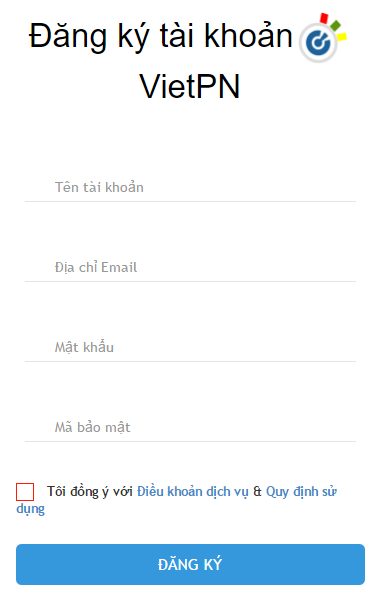 Đăng ký tài khoản
VietPN
Tên tài khoản
Địa chỉ Email
Mật khẩu
Mã bảo mật
Tôi đồng ý với Điều khoản dịch vụ & Quy định sử
dụng
ĐĂNG KÝ